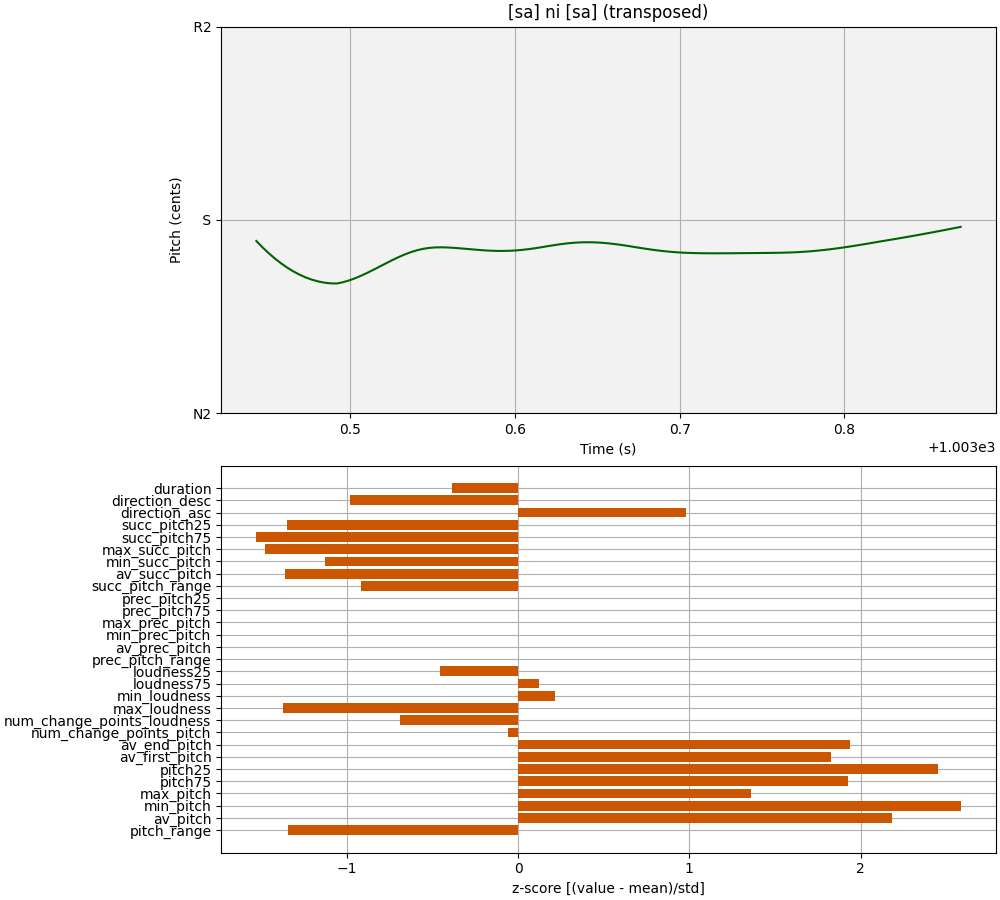 [sa] ni [sa] (transposed)
R2
S
N2
Pitch (cents)
0.5 0.6 0.7 0.8
Time (s)
+1.003e3
duration
direction_desc
direction_asc
succ_pitch25
succ_pitch75
max_succ_pitch
min_succ_pitch
av_succ_pitch
succ_pitch_range
prec_pitch25
prec_pitch75
max_prec_pitch
min_prec_pitch
av_prec_pitch
prec_pitch_range
loudness25
loudness75
min_loudness
max_loudness
num_change_points_loudness
num_change_points_pitch
av_end_pitch
av_first_pitch
pitch25
pitch75
max_pitch
min_pitch
av_pitch
pitch_range
−1 0 1 2
z-score [(value - mean)/std]